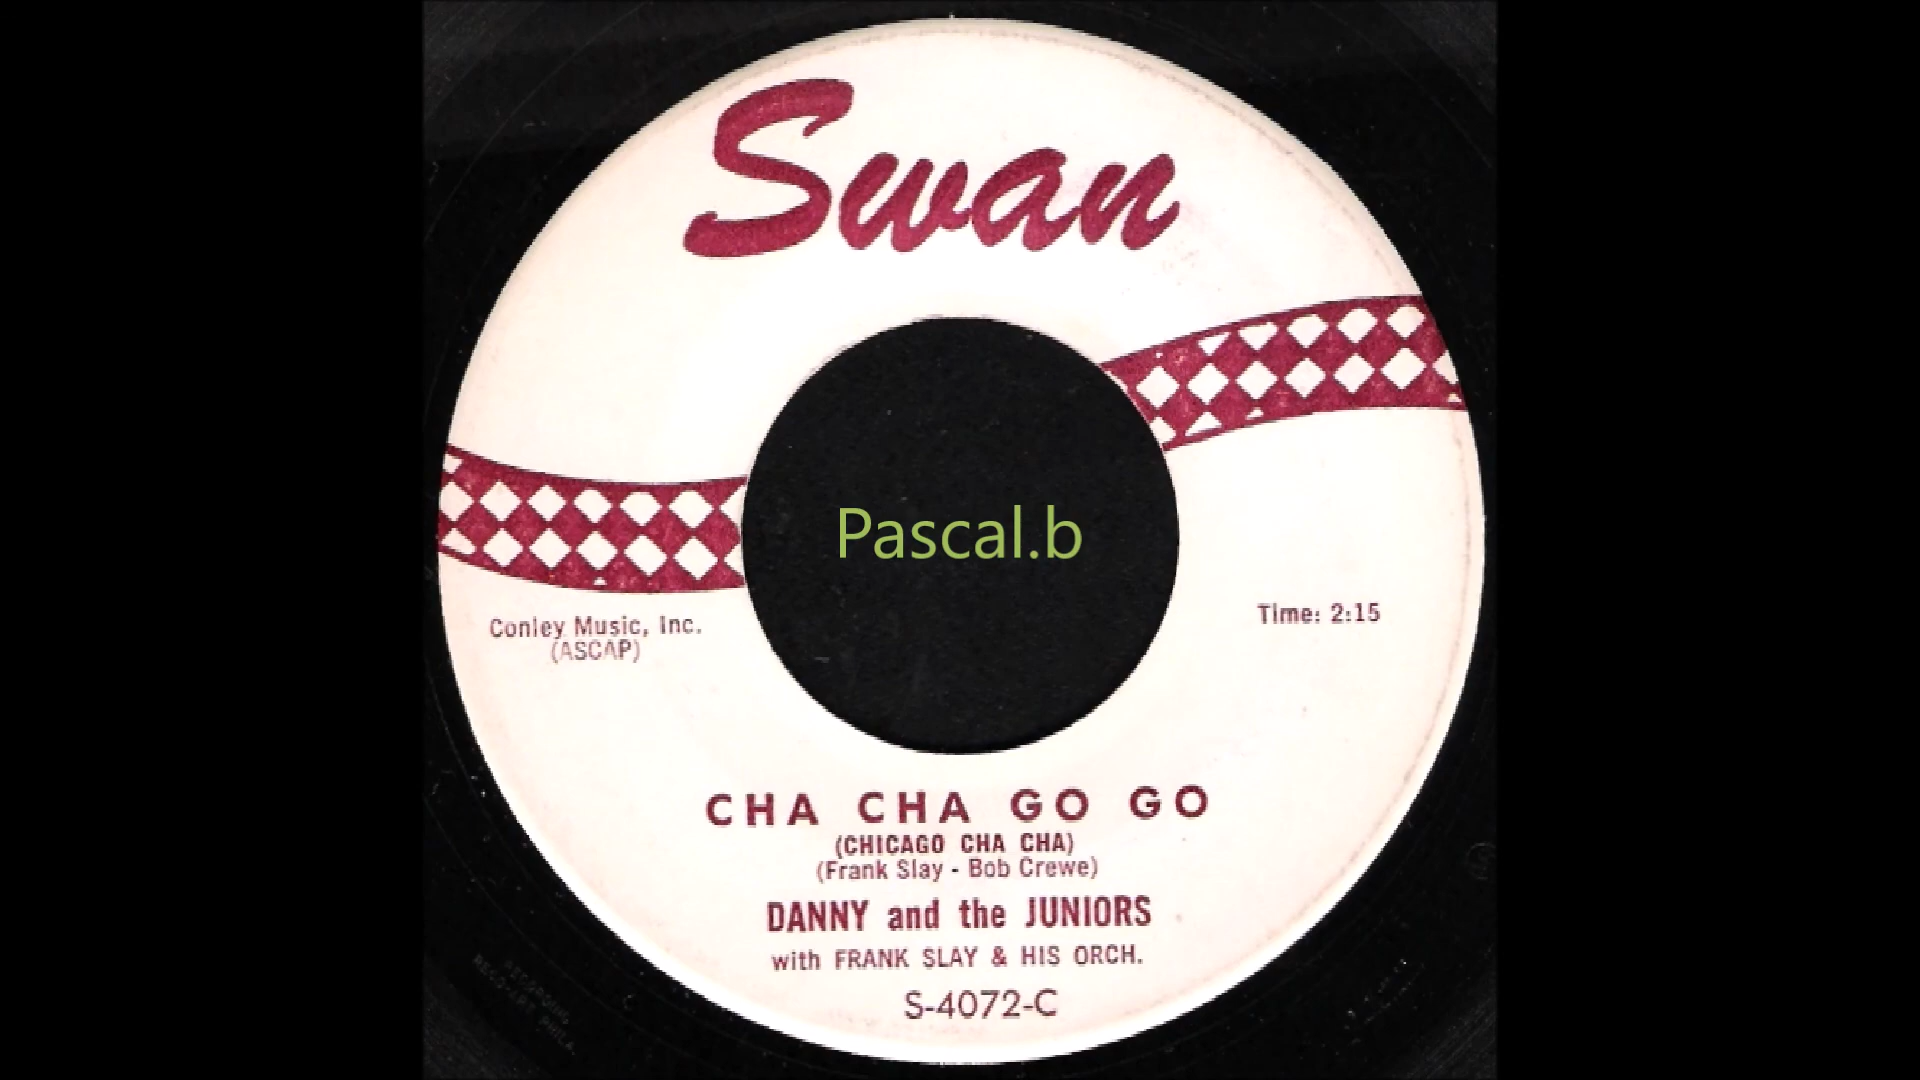 Swan
Pascal.b
Conley Music, Inc.
(ASCAP)
Time: 2:15
CHA CHA GO GO
(CHICAGO CHA CHA)
(Frank Slay - Bob Crewe)
DANNY and the JUNIORS
with FRANK SLAY & HIS ORCH.
S-4072-C